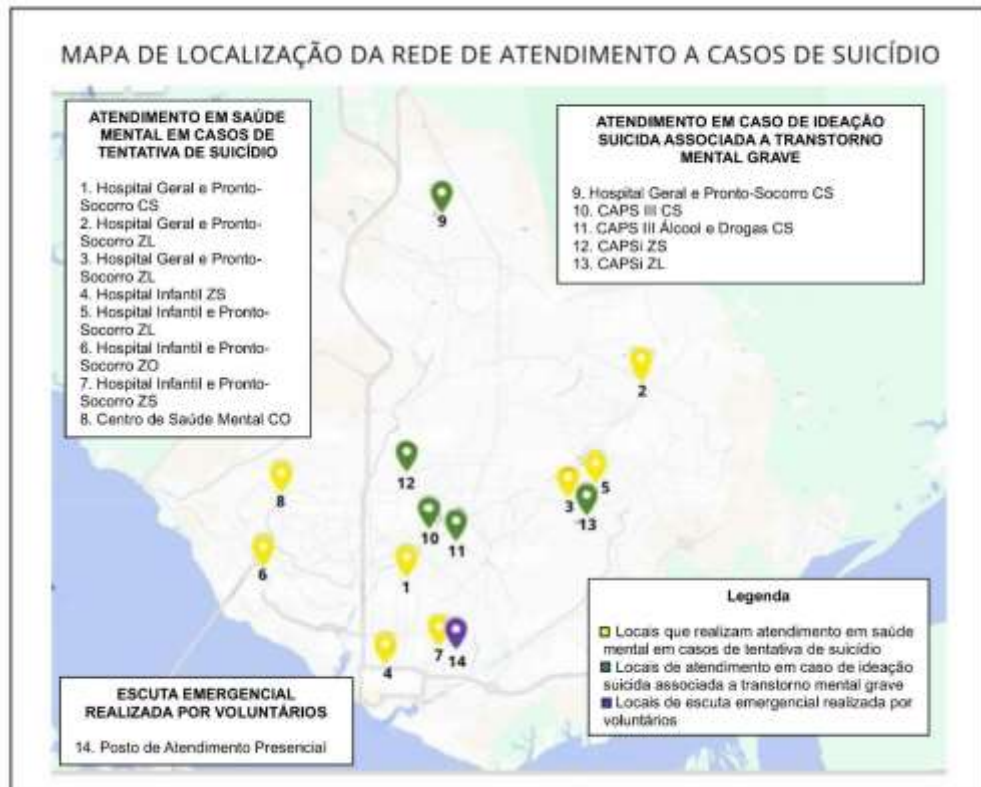 MAPA DE LOCALIZAÇÃO DA REDE DE ATENDIMENTO A CASOS DE SUICÍDIO
ATENDIMENTO EM SAÚDE
MENTAL EM CASOS DE
TENTATIVA DE SUICÍDIO
1. Hospital Geral e Pronto-
Socorro CS
2. Hospital Geral e Pronto-
Socorro ZL
3. Hospital Geral e Pronto-
Socorro ZL
4. Hospital Infantil ZS
5. Hospital Infantil e Pronto-
Socorro ZL
6. Hospital Infantil e Pronto-
Socorro ZO
7. Hospital Infantil e Pronto-
Socorro ZS
8. Centro de Saúde Mental CO
ATENDIMENTO EM CASO DE IDEAÇÃO
SUICIDA ASSOCIADA A TRANSTORNO
MENTAL GRAVE
9. Hospital Geral e Pronto-Socorro CS
10. CAPS III CS
11. CAPS III Álcool e Drogas CS
12. CAPSi ZS
13. CAPSi ZL
9
2
12
8
3
5
13
10
11
6
1
7
14
4
Legenda
Locais que realizam atendimento em saúde
mental em casos de tentativa de suicídio
Locais de atendimento em caso de ideação
suicida associada a transtorno mental grave
Locais de escuta emergencial realizada por
voluntários
ESCUTA EMERGENCIAL
REALIZADA POR VOLUNTÁRIOS
14. Posto de Atendimento Presencial